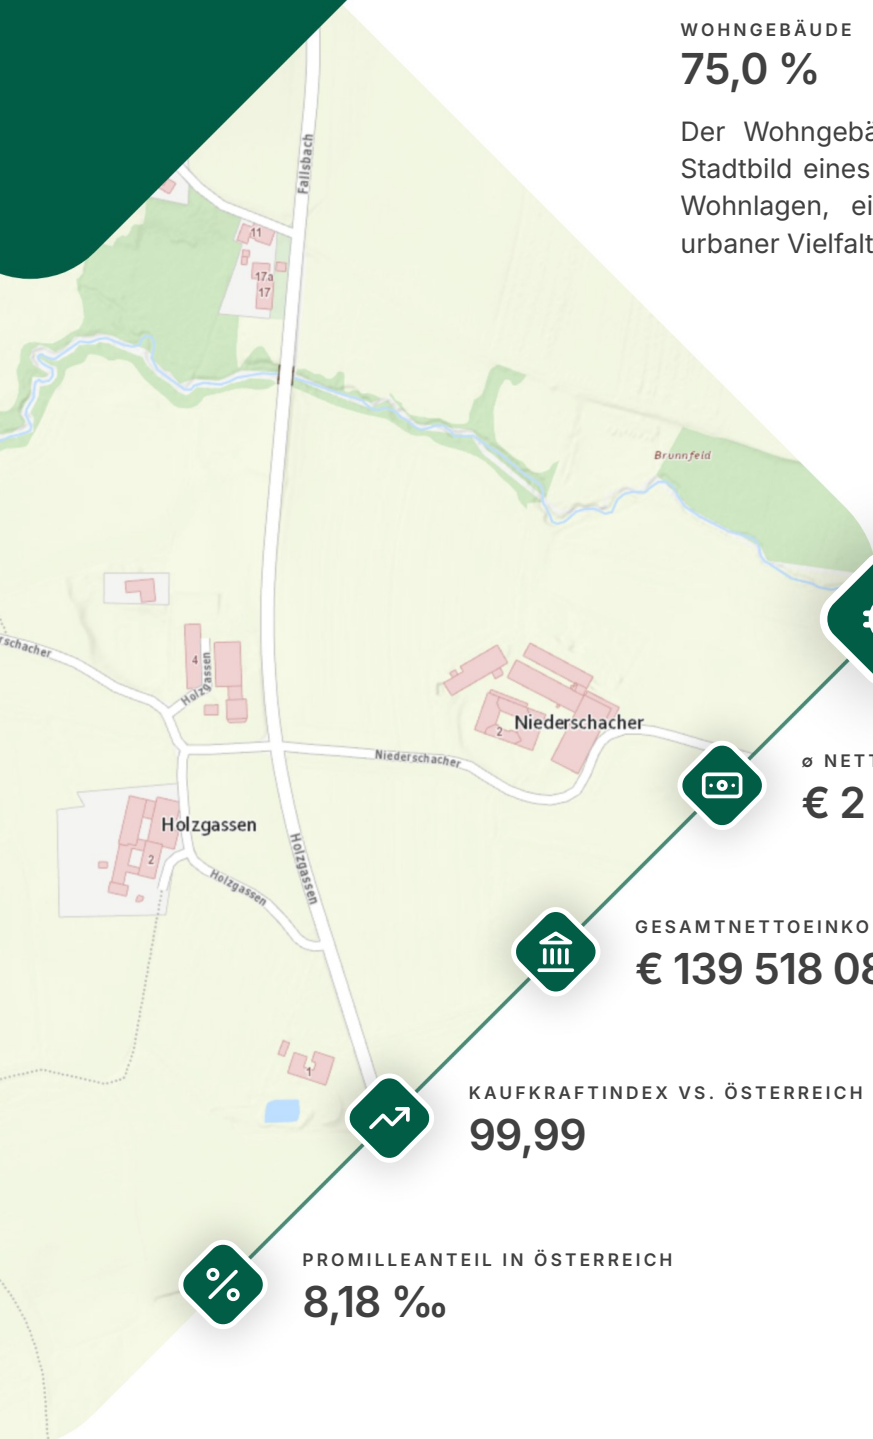 WOHNGEBÄUDE
75,0 %
Der Wohngebä
Stadtbild eines
Wohnlagen, ei
urbaner Vielfalt
Fallsbach
11
17a
17
Brunnfeld
rschacher
4
Holzgassen
Niederschacher
2
Niederschacher
Holzgassen
2
Holzgassen
Holzgassen
1
ø NETT
€ 2
GESAMTNETTOEINKO
€ 139 518 08
KAUFKRAFTINDEX VS. ÖSTERREICH
99,99
PROMILLEANTEIL IN ÖSTERREICH
8,18 ‰